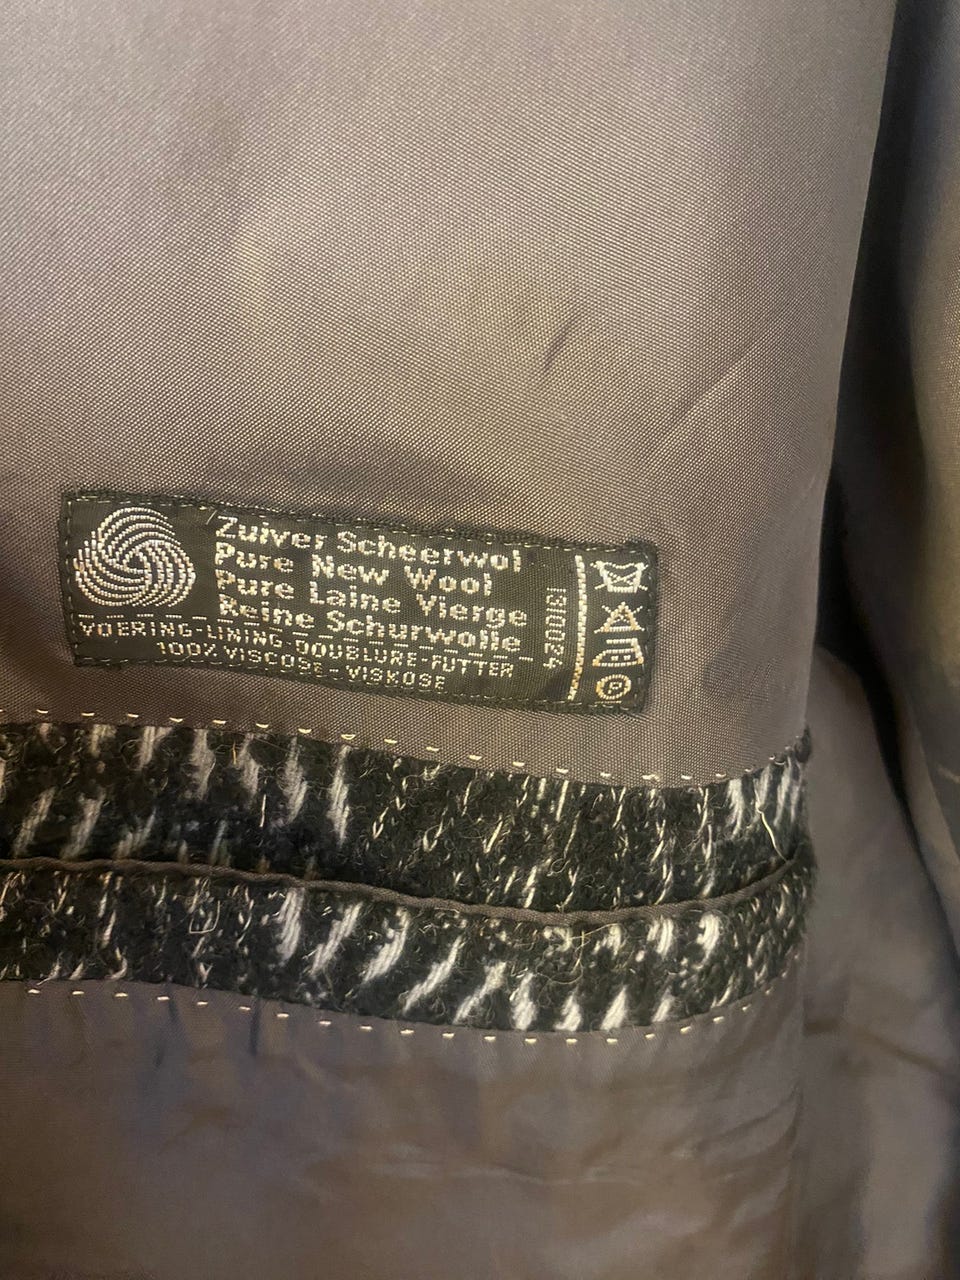 Zuiver Scheerwol
Pure New Wool
Pure Laine Vierge
Reine Schurwolle
VOERING-LINING-DOUBLURE-FUTTER
100% VISCOSE - VISKOSE
1310024
P